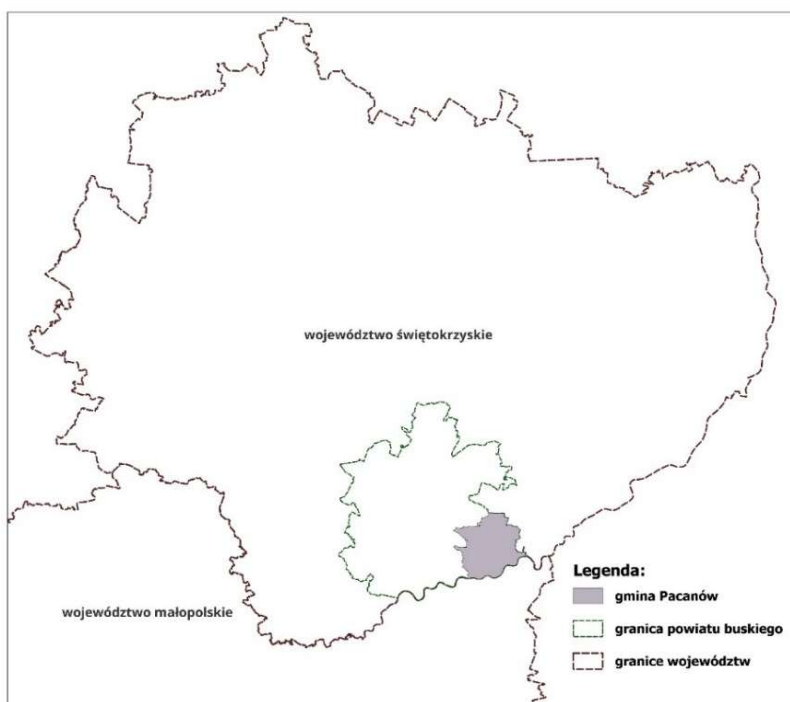 województwo świętokrzyskie
województwo małopolskie
Legenda:
gmina Pacanów
granica powiatu buskiego
granice województw